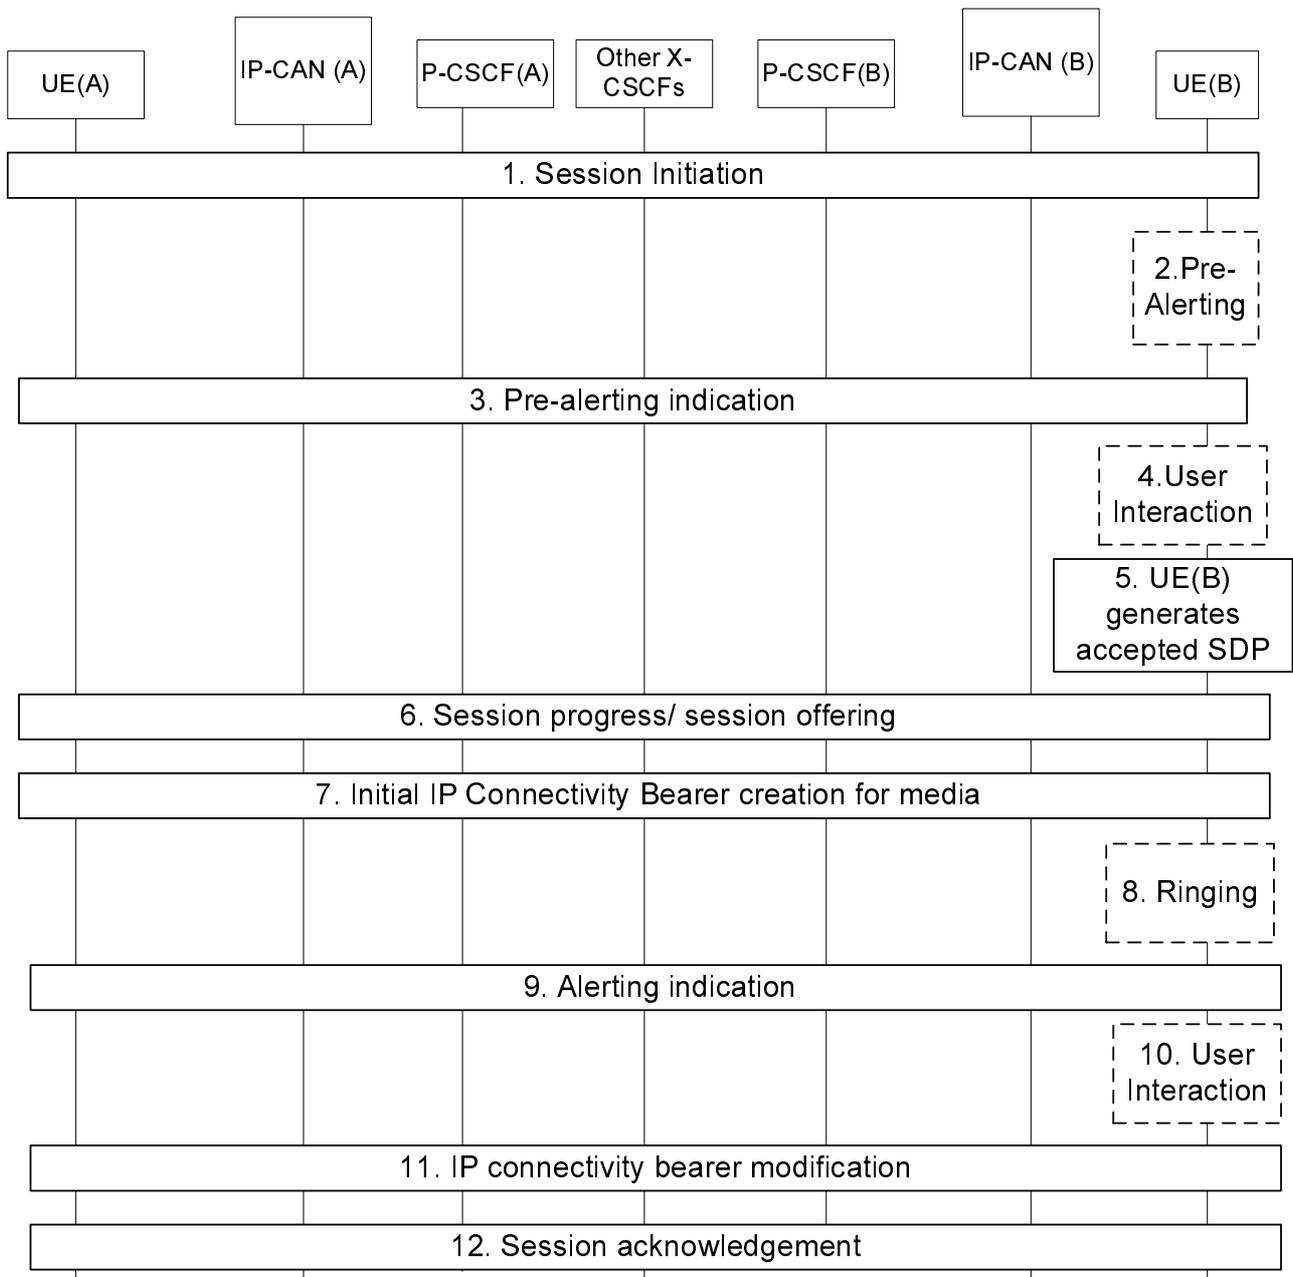 UE(A)
IP-CAN (A)
P-CSCF(A)
Other X-
CSCFs
P-CSCF(B)
IP-CAN (B)
UE(B)
1. Session Initiation
2.Pre-
Alerting
3. Pre-alerting indication
4.User
Interaction
5. UE(B)
generates
accepted SDP
6. Session progress/ session offering
7. Initial IP Connectivity Bearer creation for media
8. Ringing
9. Alerting indication
10. User
Interaction
11. IP connectivity bearer modification
12. Session acknowledgement